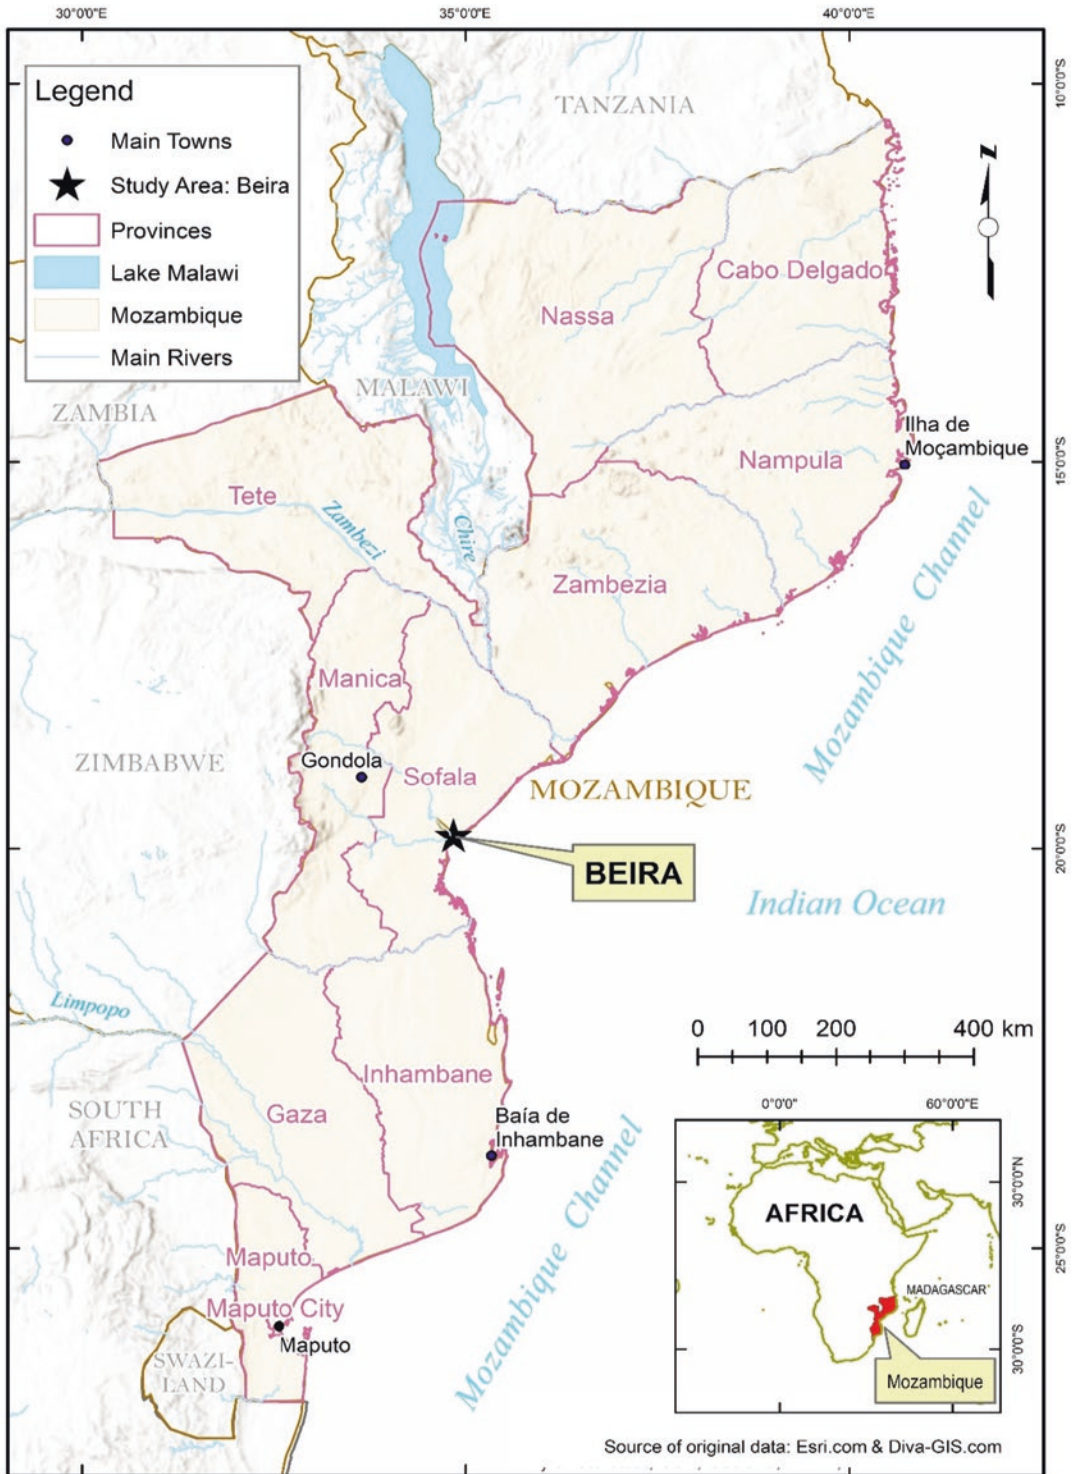 30°0'0"E
35°0'0"E
40°0'0"E
10°0'0"S
15°0'0"S
20°0'0"S
25°0'0"S
Legend
Main Towns
Study Area: Beira
Provinces
Lake Malawi
Mozambique
Main Rivers
TANZANIA
z
Cabo Delgado
Nassa
MALAWI
ZAMBIA
Ilha de
Moçambique
Nampula
Tete
Zambezi
Chire
Zambezia
Mozambique Channel
Manica
ZIMBABWE
Gondola
Sofala
MOZAMBIQUE
BEIRA
Indian Ocean
Limpopo
0 100 200 400 km
Inhambane
Gaza
SOUTH
AFRICA
Baía de
Inhambane
Mozambique Channel
Maputo
Maputo City
Maputo
SWAZI-
LAND
0°0'0"
60°0'0"E
30°0'0"N
30°0'0"S
AFRICA
MADAGASCAR
Mozambique
Source of original data: Esri.com & Diva-GIS.com